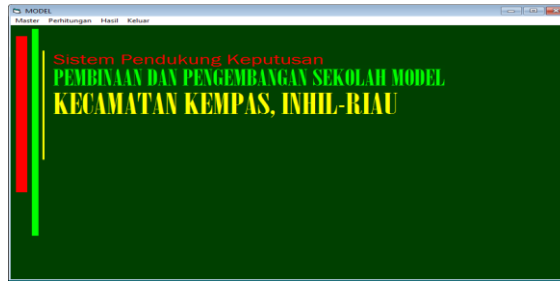 MODEL
Master Perhitungan Hasil Keluar
Sistem Pendukung Keputusan
PEMBINAAN DAN PENGEMBANGAN SEKOLAH MODEL
KECAMATAN KEMPAS, INHIL-RIAU